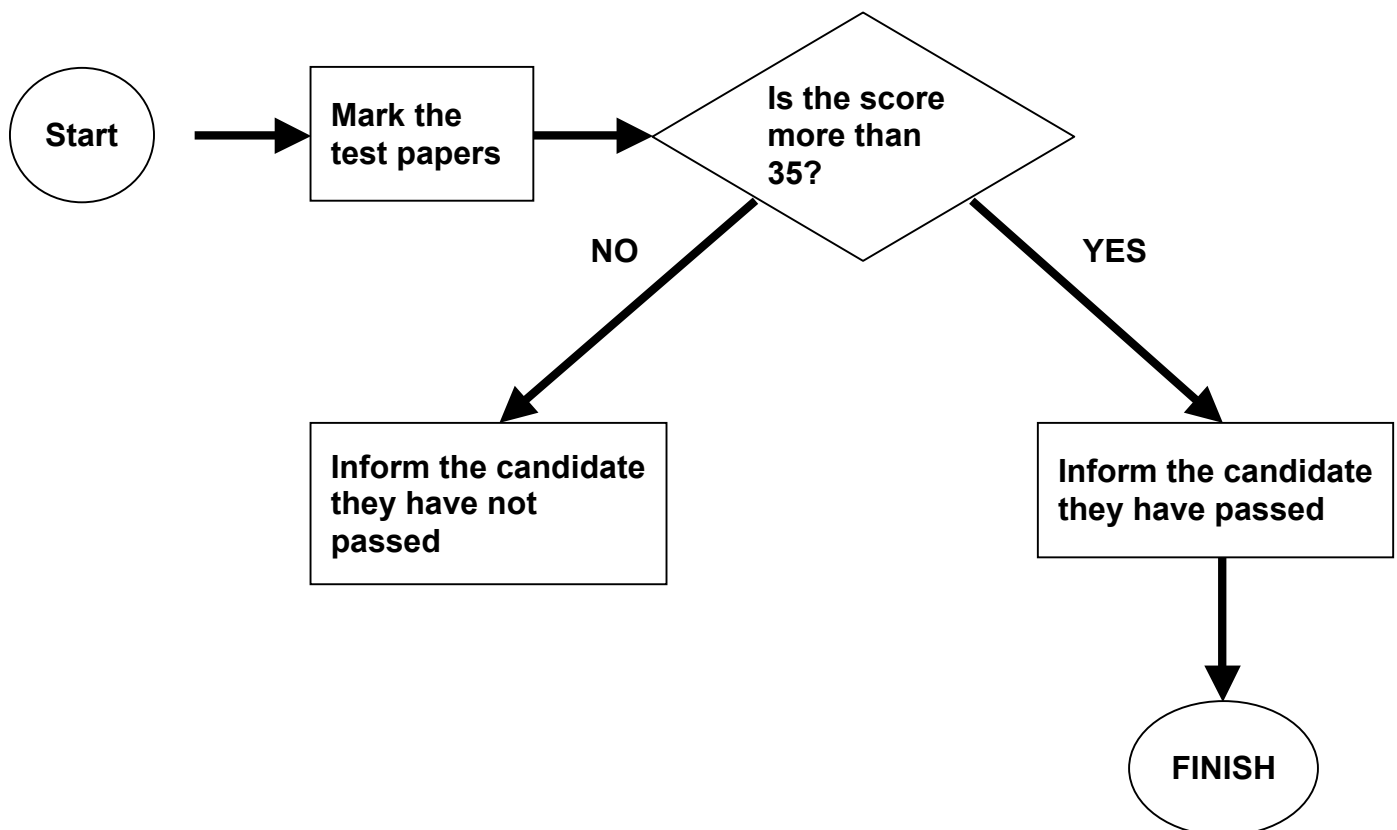 Start
Mark the
test papers
Is the score
more than
35?
NO
YES
Inform the candidate
they have not
passed
Inform the candidate
they have passed
FINISH